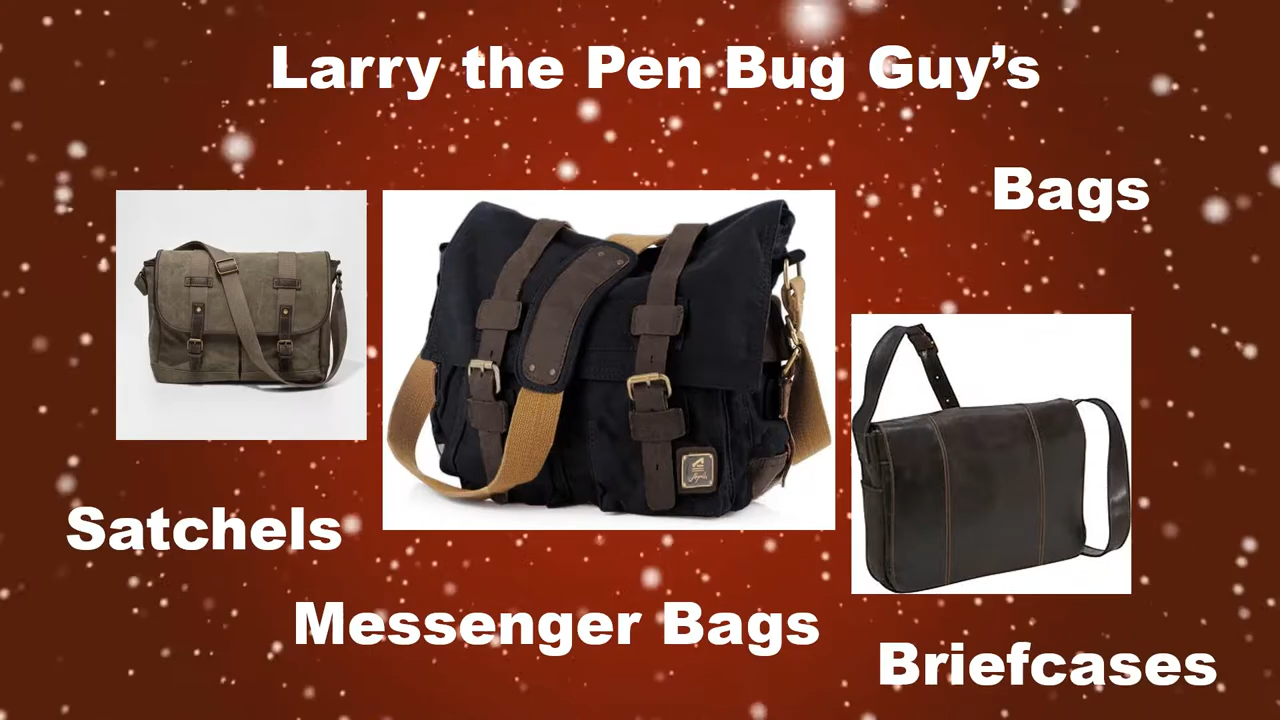 Larry the Pen Bug Guy’s
Bags
Satchels
Messenger Bags
Briefcases